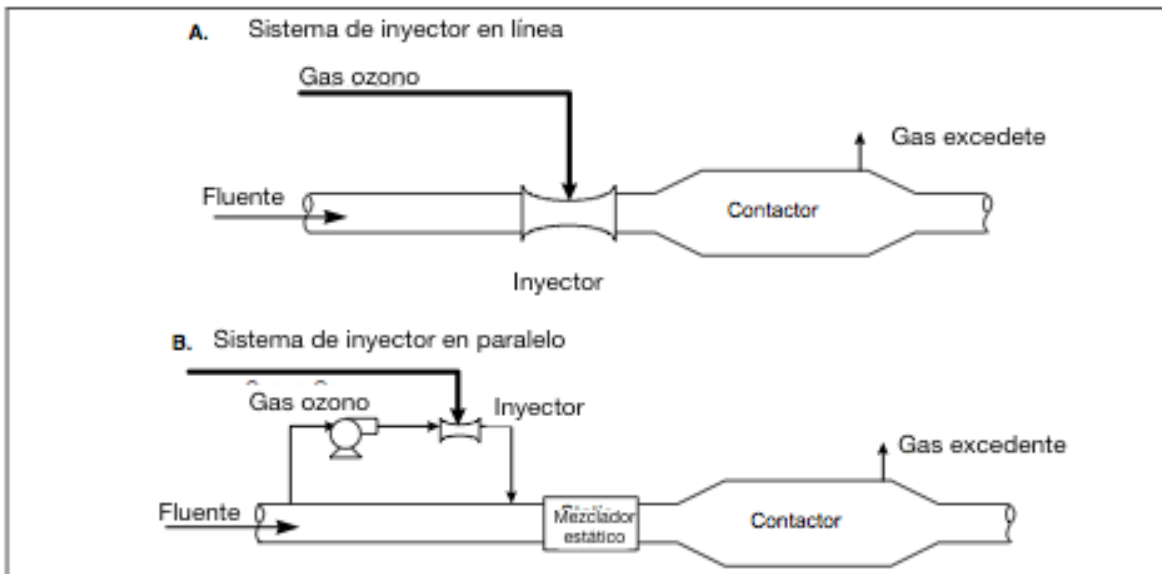 A. Sistema de inyector en línea
Gas ozono
Gas excedete
Fluente
Contactor
Inyector
B. Sistema de inyector en paralelo
Gas ozono
Inyector
Gas excedente
Fluente
Mezclador
estático
Contactor